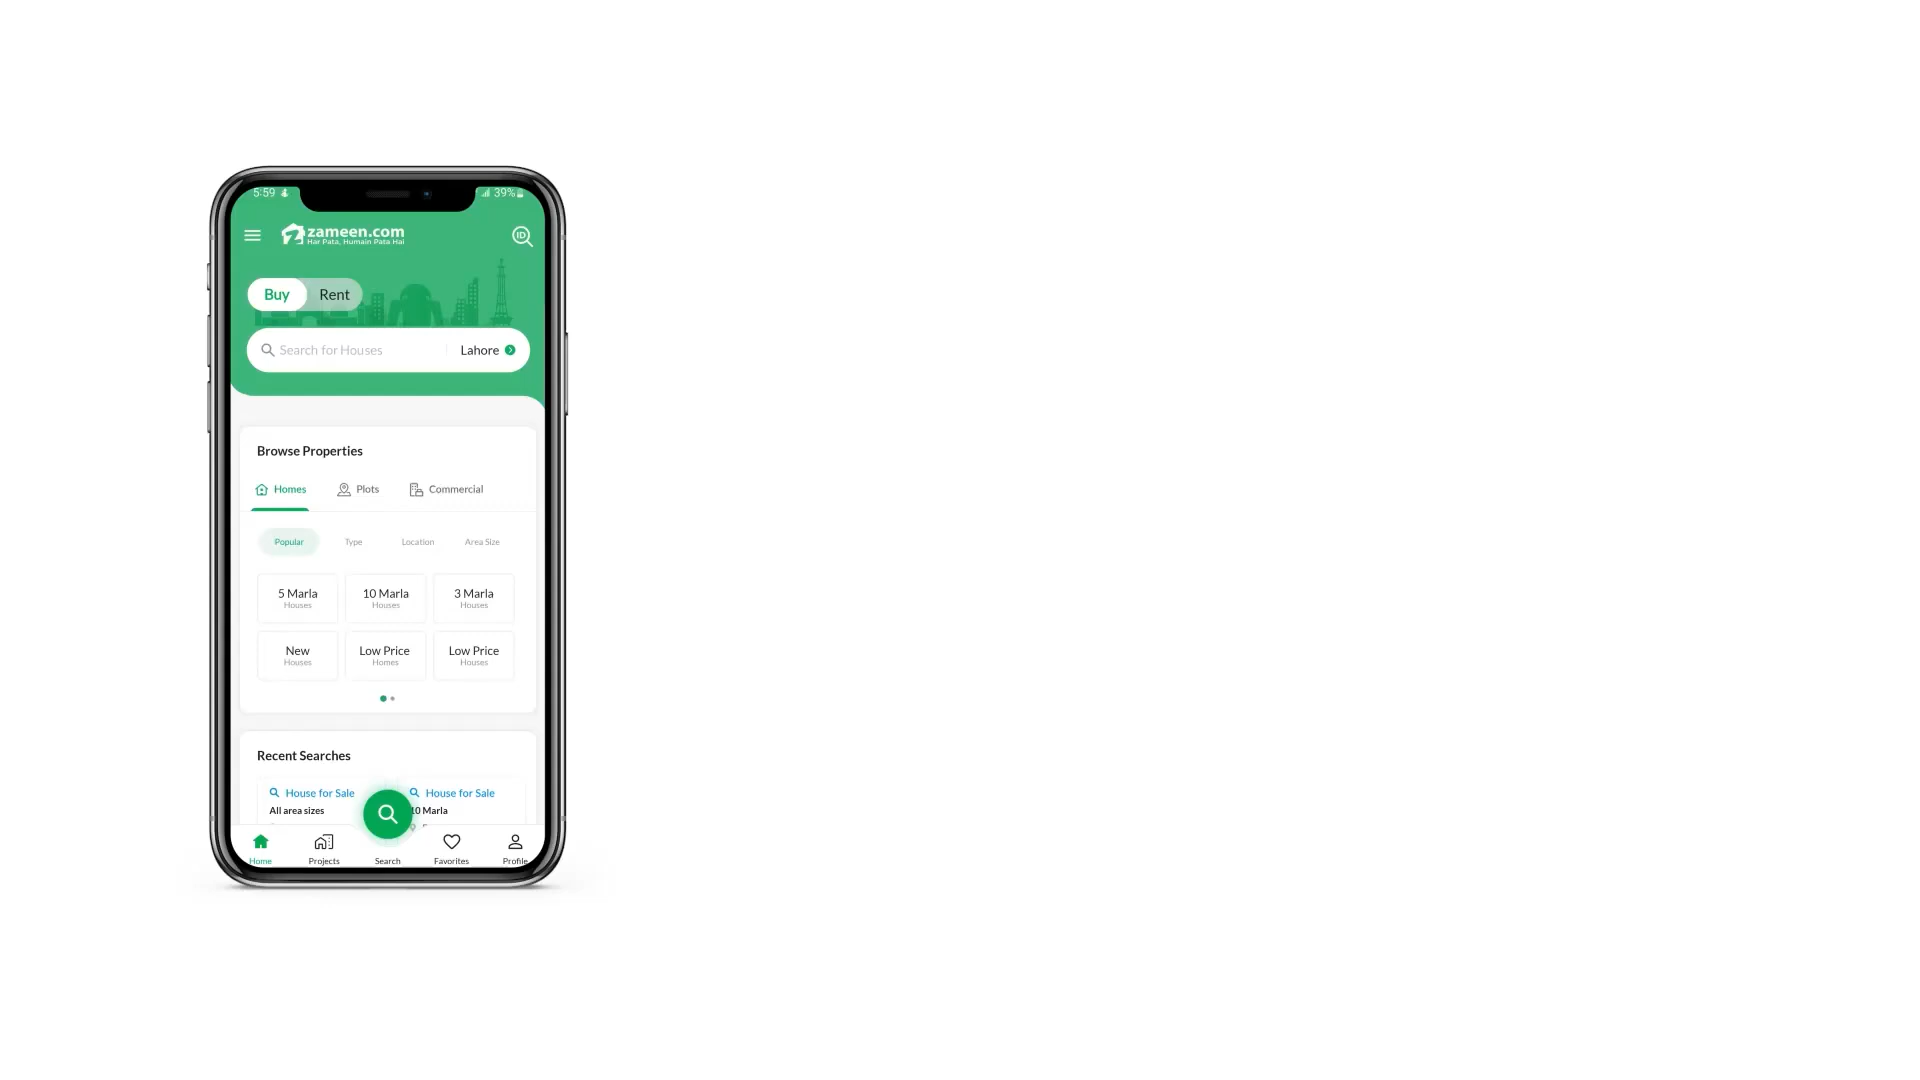 5:59
39%
zameen.com
Har Pata, Humain Pata Hai
ID
Buy Rent
Search for Houses Lahore
Browse Properties
Homes Plots Commercial
Popular Type Location Area Size
5 Marla 10 Marla 3 Marla
Houses Houses Houses
New Low Price Low Price
Houses Homes Houses
Recent Searches
House for Sale House for Sale
All area sizes 10 Marla
Home Projects Search Favorites Profile